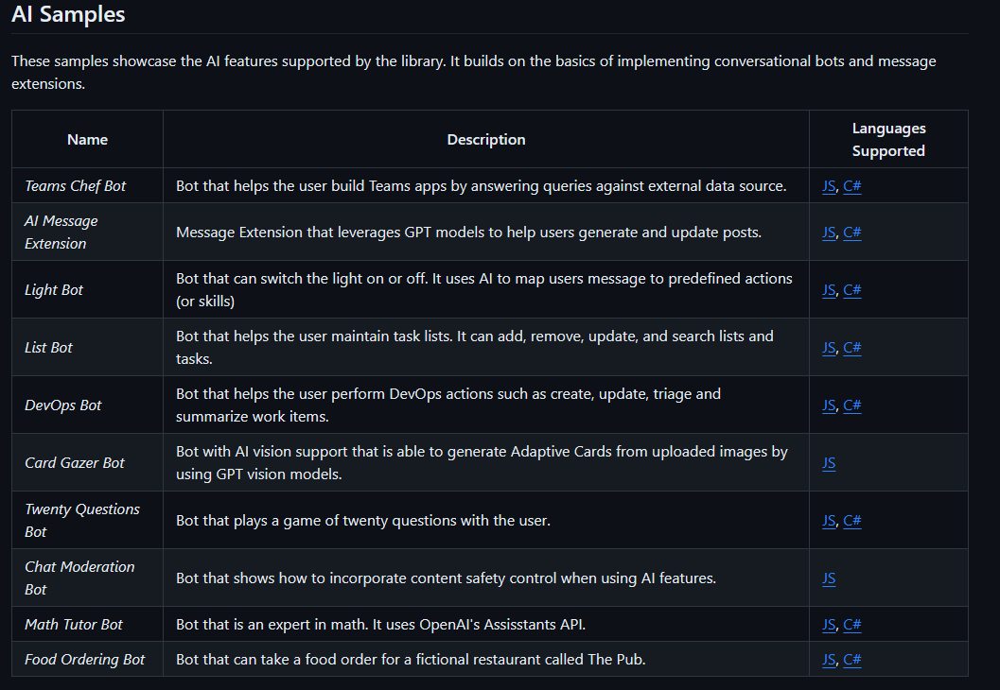 AI Samples
These samples showcase the AI features supported by the library. It builds on the basics of implementing conversational bots and message
extensions.
Name
Description
Languages
Supported
Teams Chef Bot
Bot that helps the user build Teams apps by answering queries against external data source.
JS, C#
AI Message
Extension
Message Extension that leverages GPT models to help users generate and update posts.
JS, C#
Light Bot
Bot that can switch the light on or off. It uses AI to map users message to predefined actions
(or skills)
JS, C#
List Bot
Bot that helps the user maintain task lists. It can add, remove, update, and search lists and
tasks.
JS, C#
DevOps Bot
Bot that helps the user perform DevOps actions such as create, update, triage and
summarize work items.
JS, C#
Card Gazer Bot
Bot with AI vision support that is able to generate Adaptive Cards from uploaded images by
using GPT vision models.
JS
Twenty Questions
Bot
Bot that plays a game of twenty questions with the user.
JS, C#
Chat Moderation
Bot
Bot that shows how to incorporate content safety control when using AI features.
JS
Math Tutor Bot
Bot that is an expert in math. It uses OpenAI's Assisstants API.
JS, C#
Food Ordering Bot
Bot that can take a food order for a fictional restaurant called The Pub.
JS, C#